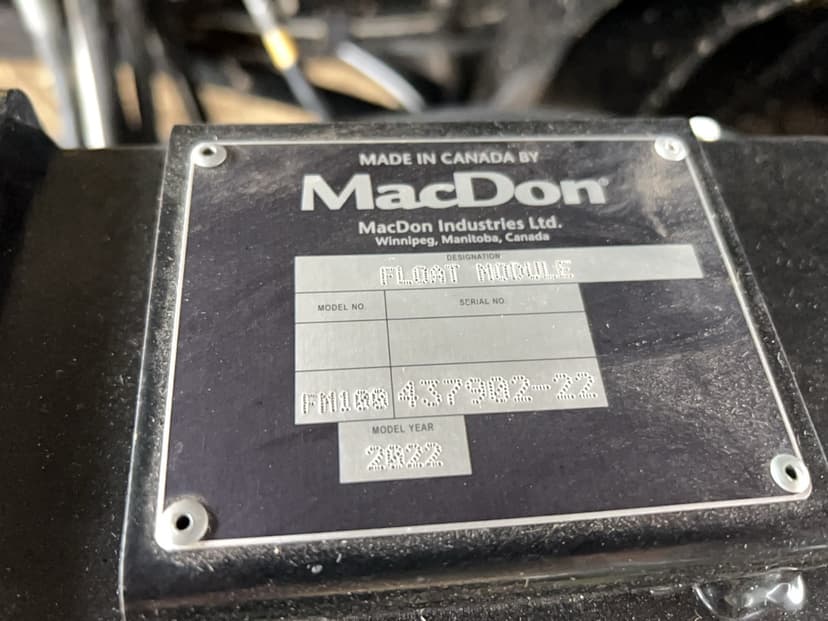 MADE IN CANADA BY
MacDon®
MacDon Industries Ltd.
Winnipeg, Manitoba, Canada
DESIGNATION
FLOAT MODULE
MODEL NO. SERIAL NO.
FM100 437902-22
MODEL YEAR
2022